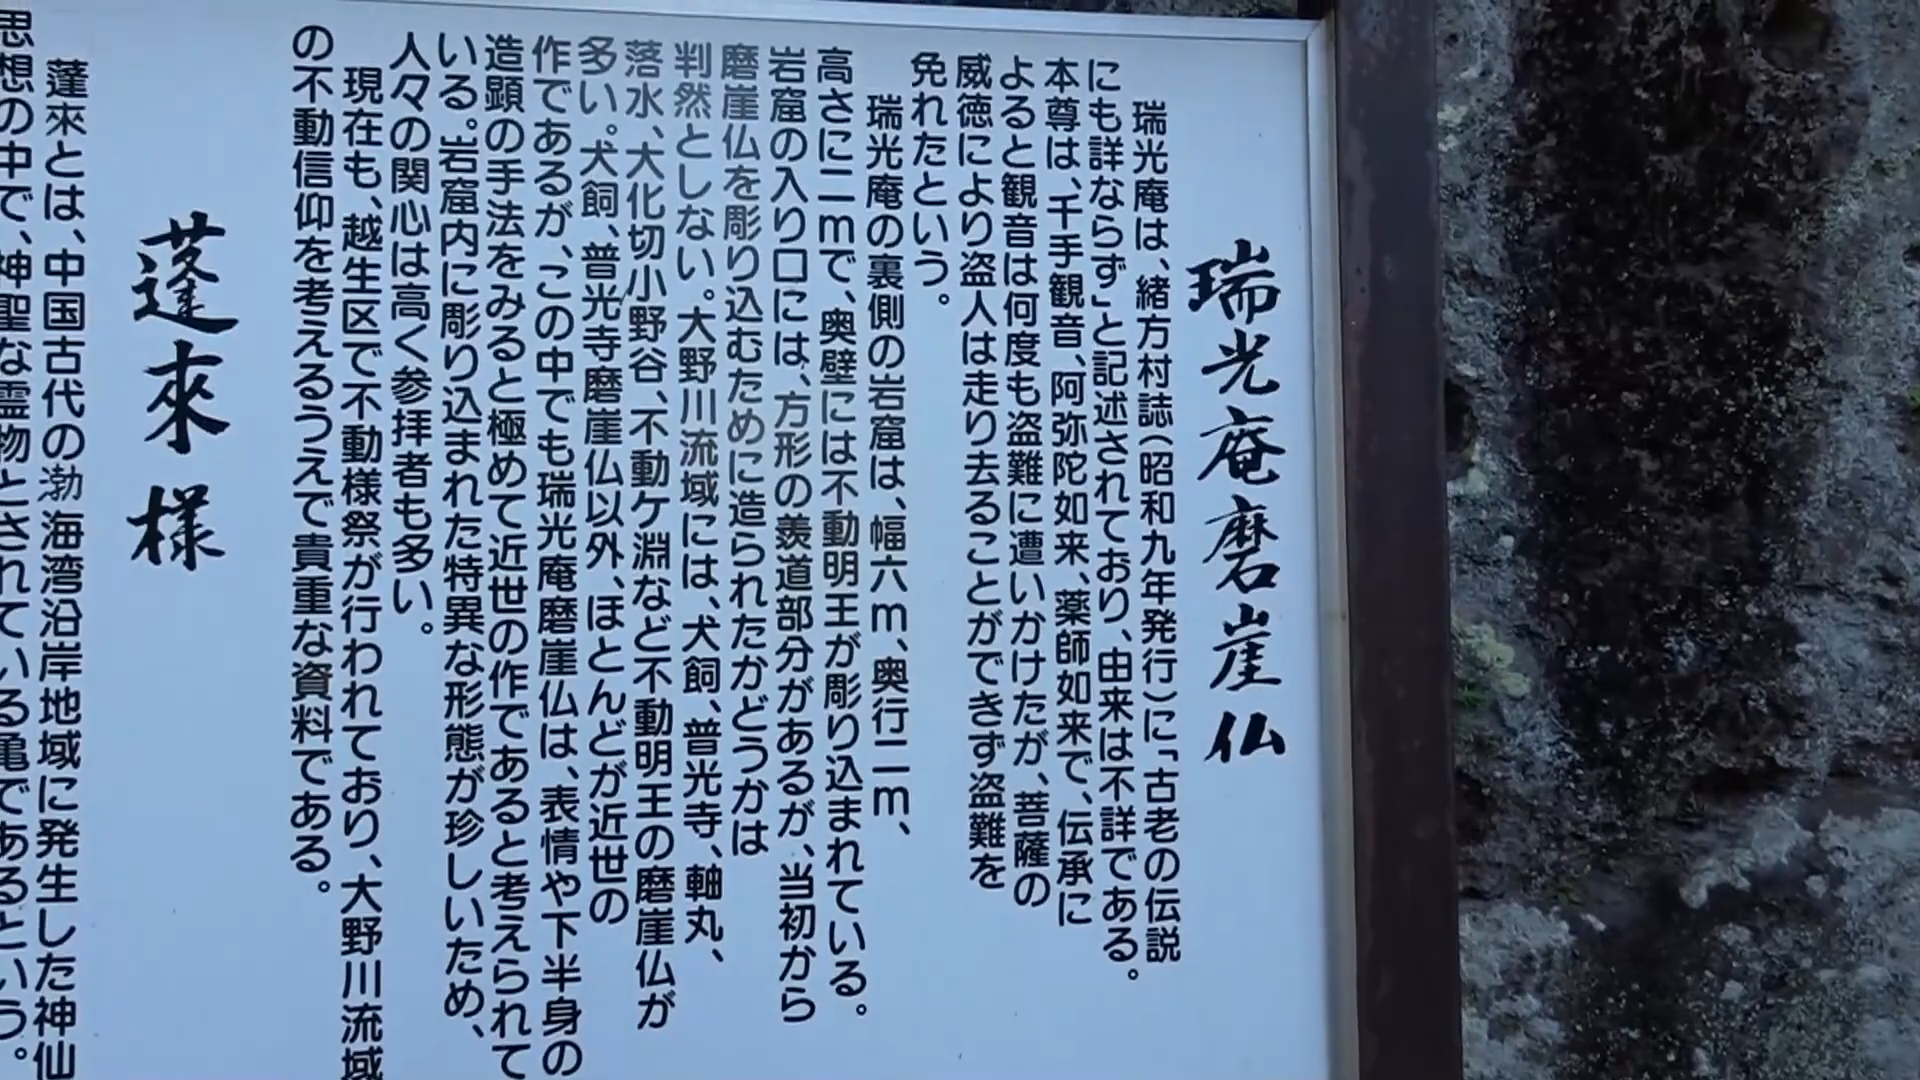 瑞光庵磨崖仏
瑞光庵は、緒方村誌(昭和九年発行)に「古老の伝説
にも詳ならず」と記述されており、由来は不詳である。
本尊は、千手観音、阿弥陀如来、薬師如来で、伝承に
よると観音は何度も盗難に遭いかけたが、菩薩の
威徳により盗人は走り去ることができず盗難を
免れたという。
瑞光庵の裏側の岩窟は、幅六m、奥行二m、
高さに二mで、奥壁には不動明王が彫り込まれている。
岩窟の入り口には、方形の羨道部分があるが、当初から
磨崖仏を彫り込むために造られたかどうかは
判然としない。大野川流域には、犬飼、普光寺、軸丸、
落水、大化切小野谷、不動ケ淵など不動明王の磨崖仏が
多い。犬飼、普光寺磨崖仏以外、ほとんどが近世の
作であるが、この中でも瑞光庵磨崖仏は、表情や下半身の
造顕の手法をみると極めて近世の作であると考えられて
いる。岩窟内に彫り込まれた特異な形態が珍しいため、
人々の関心は高く参拝者も多い。
現在も、越生区で不動様祭が行われており、大野川流域
の不動信仰を考えるうえで貴重な資料である。
蓬來様
蓬來とは、中国古代の渤海湾沿岸地域に発生した神仙
思想の中で、神聖な霊物とされている亀であるという。